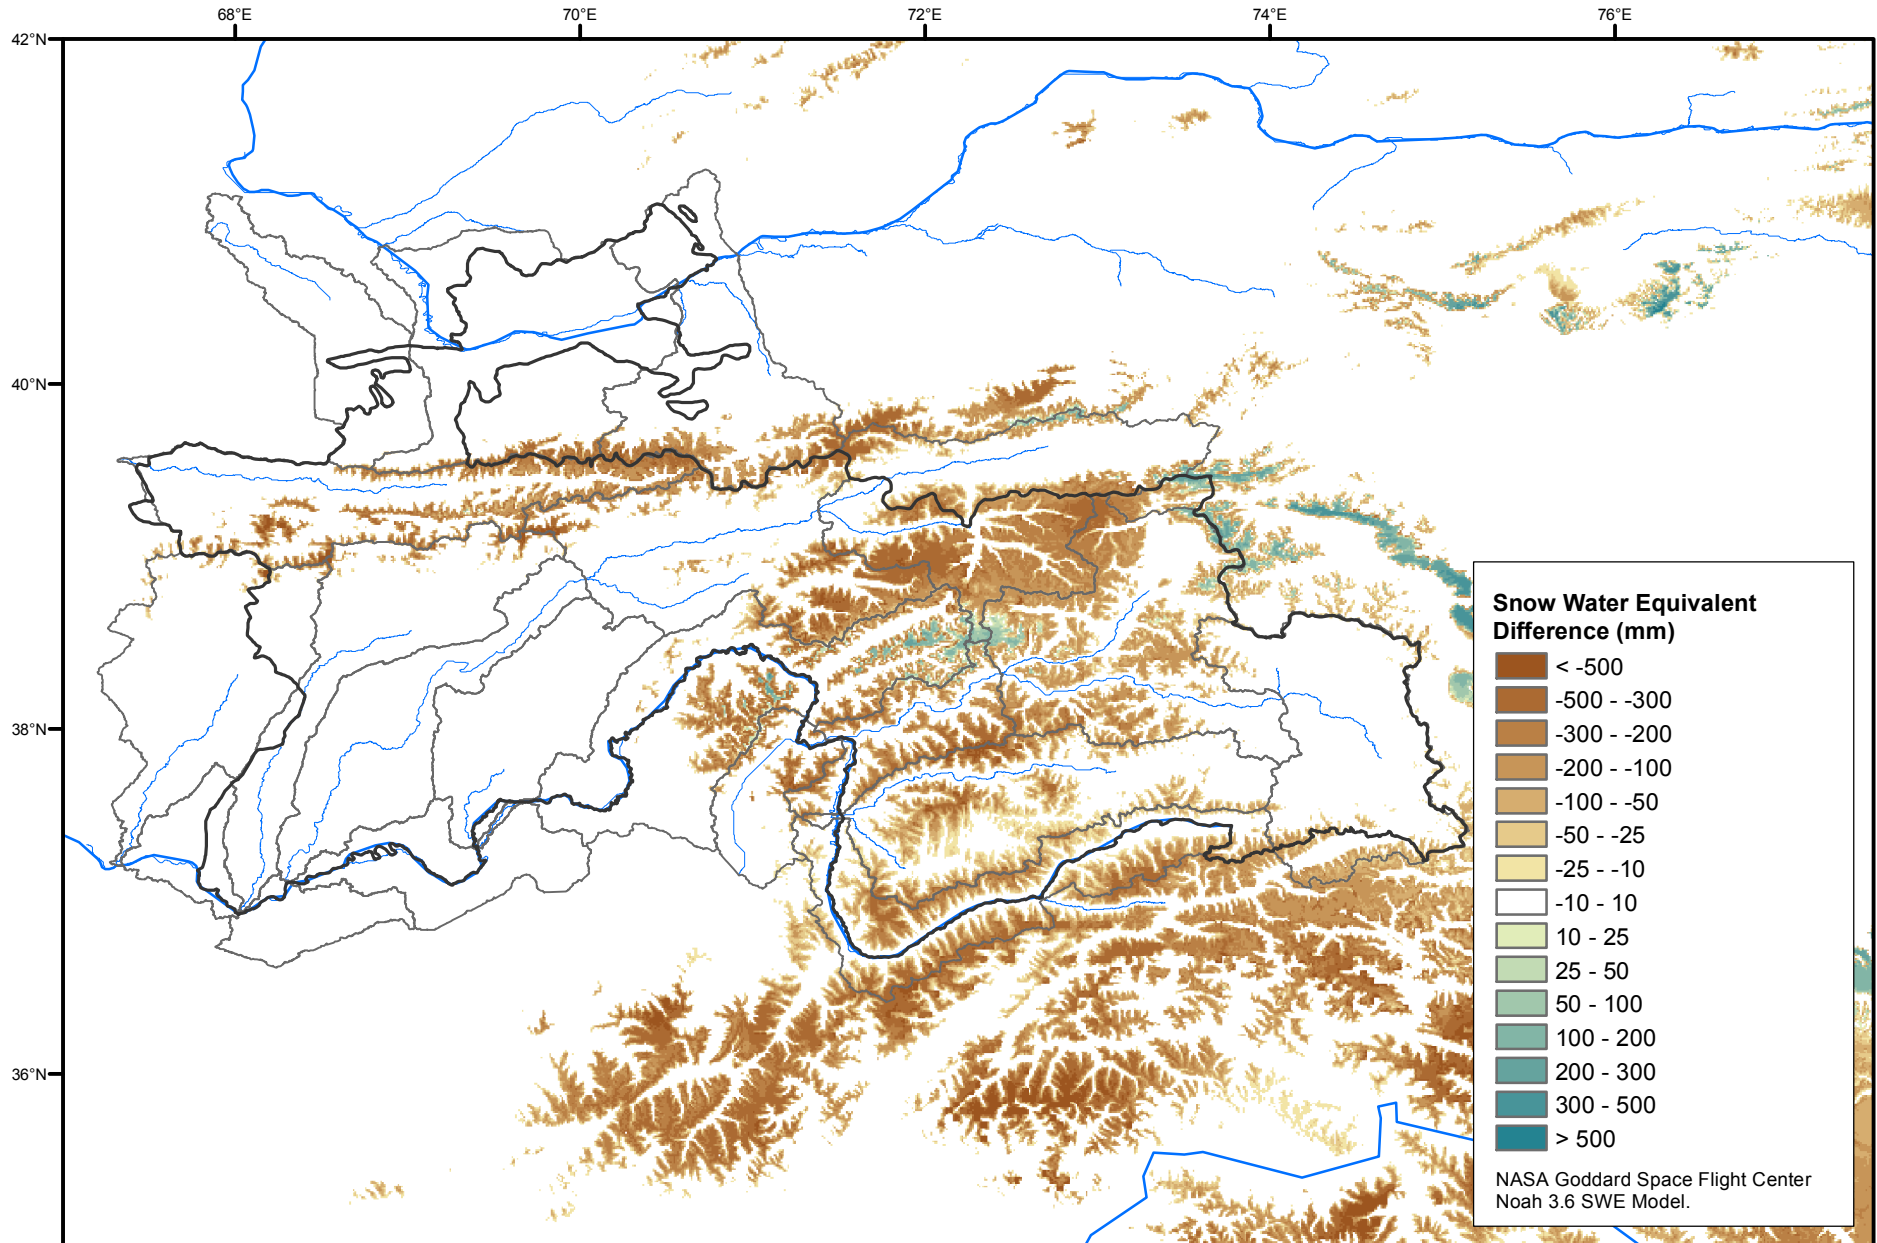 68°E 70°E 72°E 74°E 76°E
42°N
40°N
38°N
36°N
Snow Water Equivalent
Difference (mm)
< -500
-500 - -300
-300 - -200
-200 - -100
-100 - -50
-50 - -25
-25 - -10
-10 - 10
10 - 25
25 - 50
50 - 100
100 - 200
200 - 300
300 - 500
> 500
NASA Goddard Space Flight Center
Noah 3.6 SWE Model.